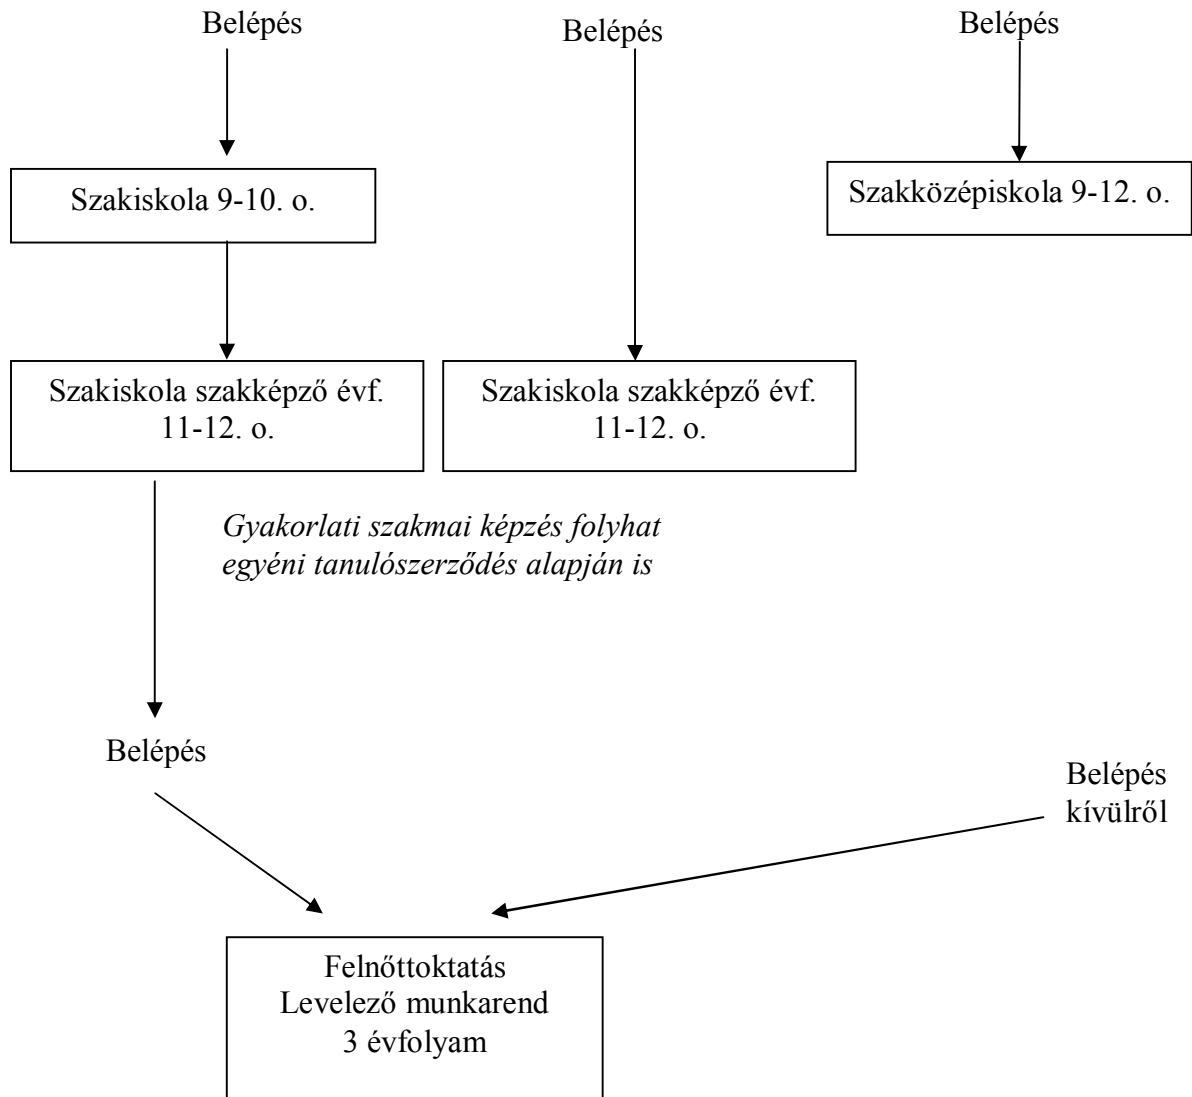 Belépés
Belépés
Belépés
Szakiskola 9-10. o.
Szakközépiskola 9-12. o.
Szakiskola szakképző évf.
11-12. o.
Szakiskola szakképző évf.
11-12. o.
Gyakorlati szakmai képzés folyhat
egyéni tanulószerződés alapján is
Belépés
Belépés
kívülről
Felnőttoktatás
Levelező munkarend
3 évfolyam